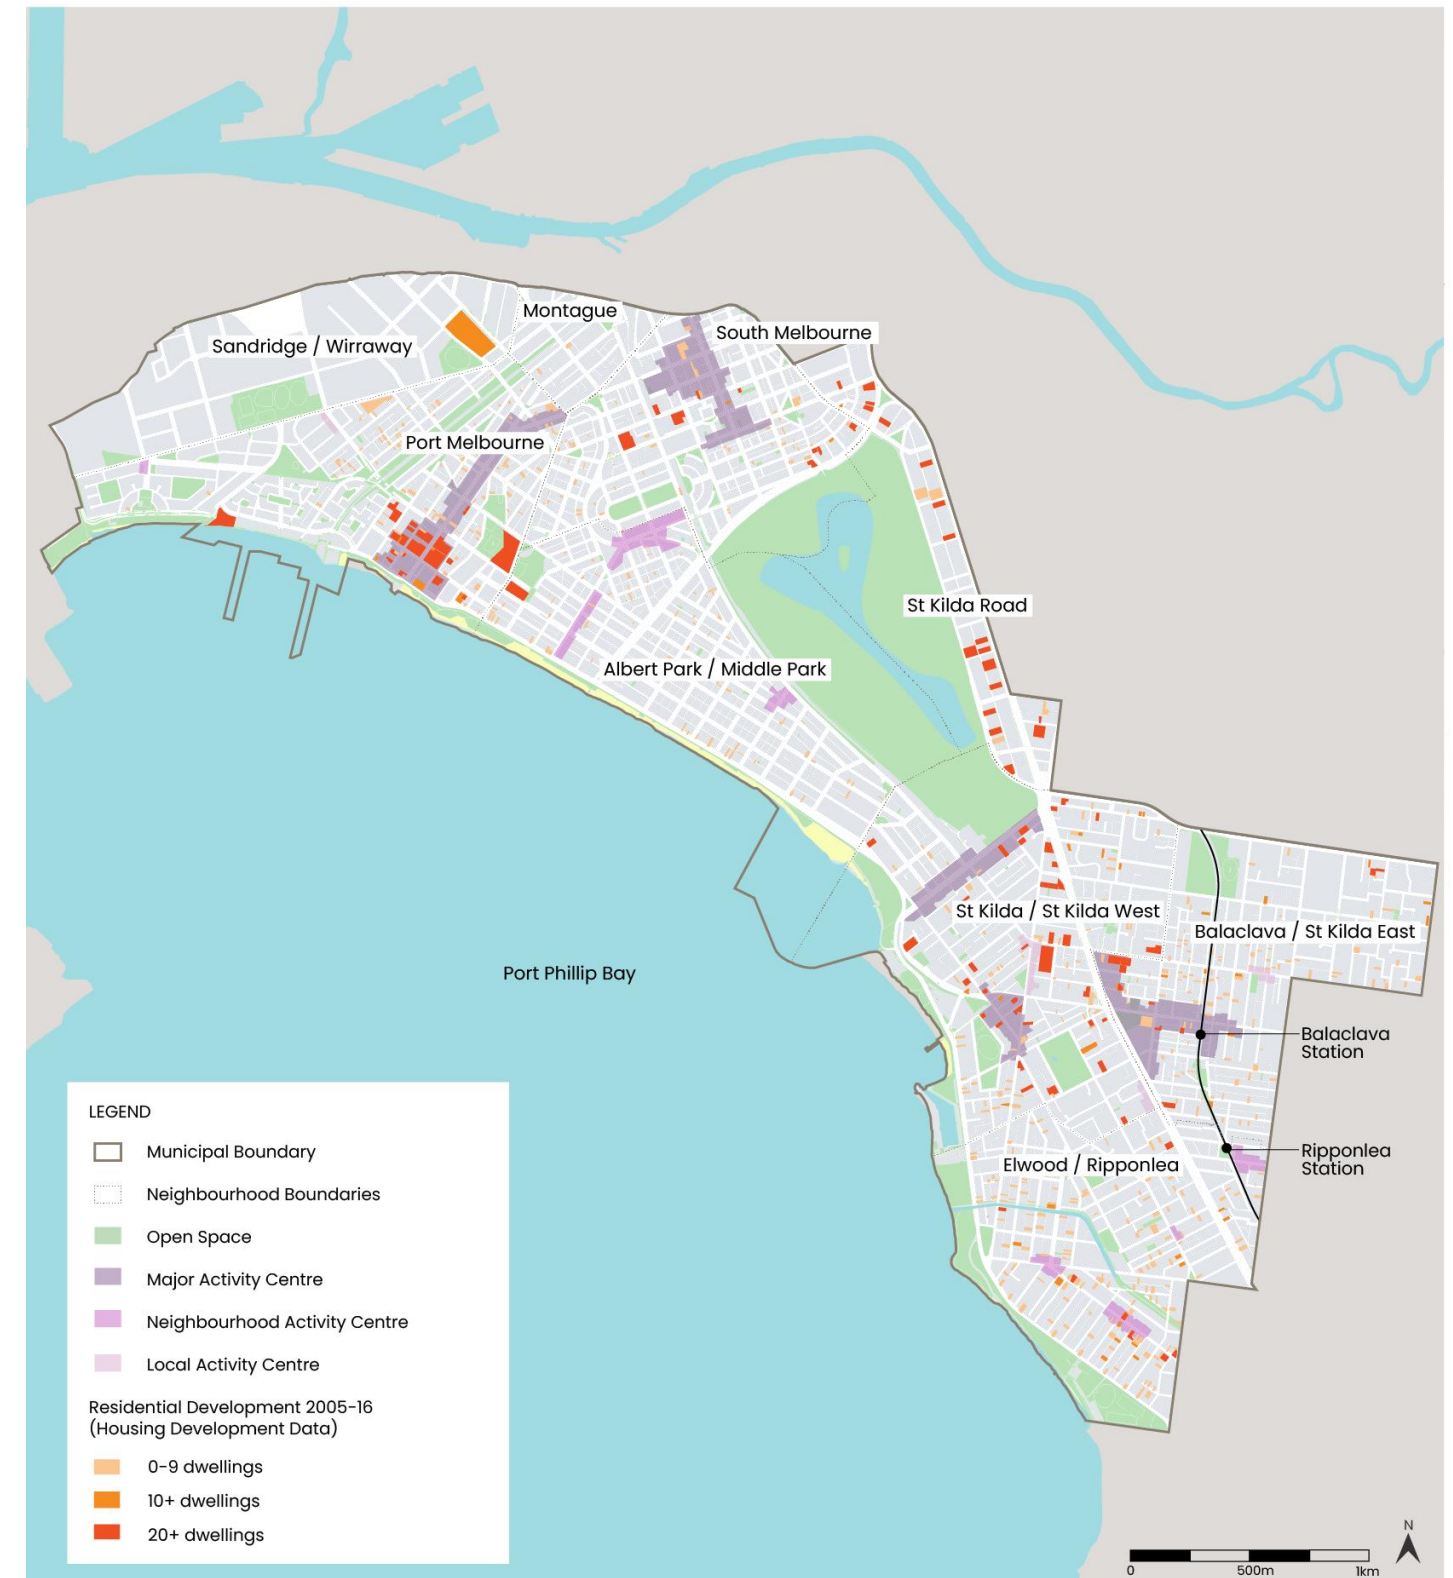 Montague
South Melbourne
Sandridge / Wirraway
Port Melbourne
St Kilda Road
Albert Park / Middle Park
St Kilda / St Kilda West
Balaclava / St Kilda East
Port Phillip Bay
Balaclava
Station
Ripponlea
Station
Elwood / Ripponlea
LEGEND
Municipal Boundary
Neighbourhood Boundaries
Open Space
Major Activity Centre
Neighbourhood Activity Centre
Local Activity Centre
Residential Development 2005-16
(Housing Development Data)
0-9 dwellings
10+ dwellings
20+ dwellings
N
0 500m 1km